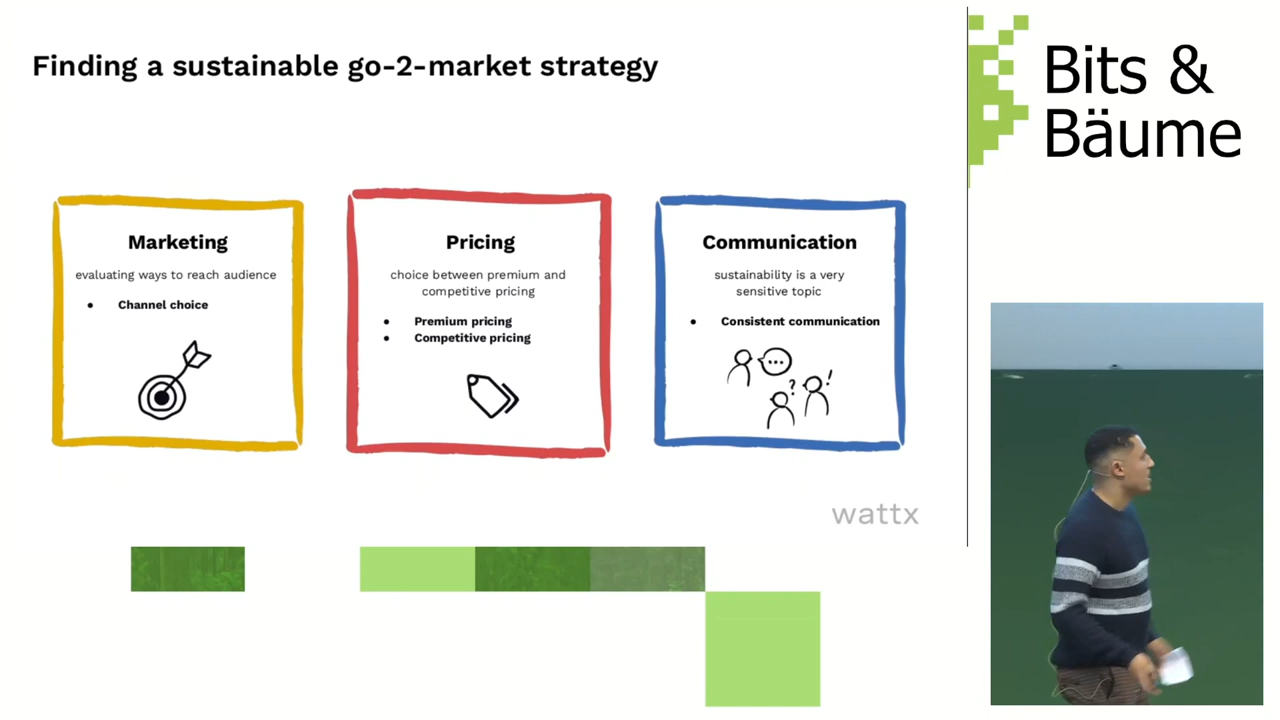 Finding a sustainable go-2-market strategy
Bits &
Bäume
Marketing
evaluating ways to reach audience
• Channel choice
Pricing
choice between premium and
competitive pricing
• Premium pricing
• Competitive pricing
Communication
sustainability is a very
sensitive topic
• Consistent communication
...
?
!
wattx